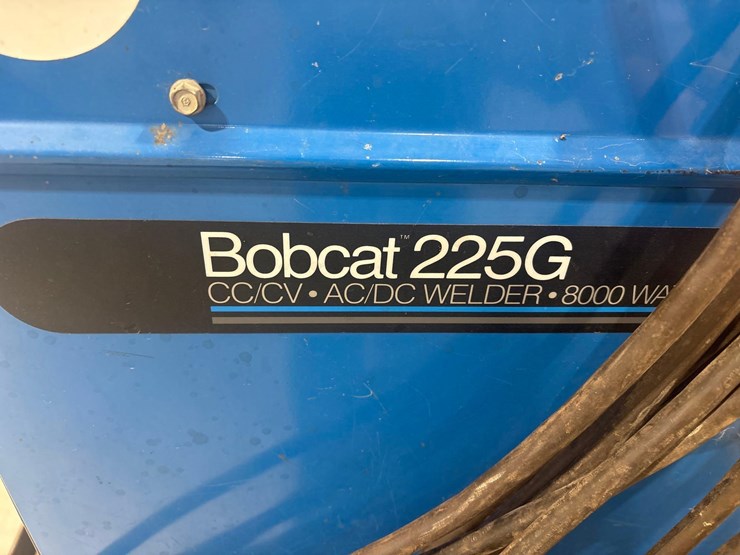 Bobcat™ 225G
CC/CV • AC/DC WELDER • 8000